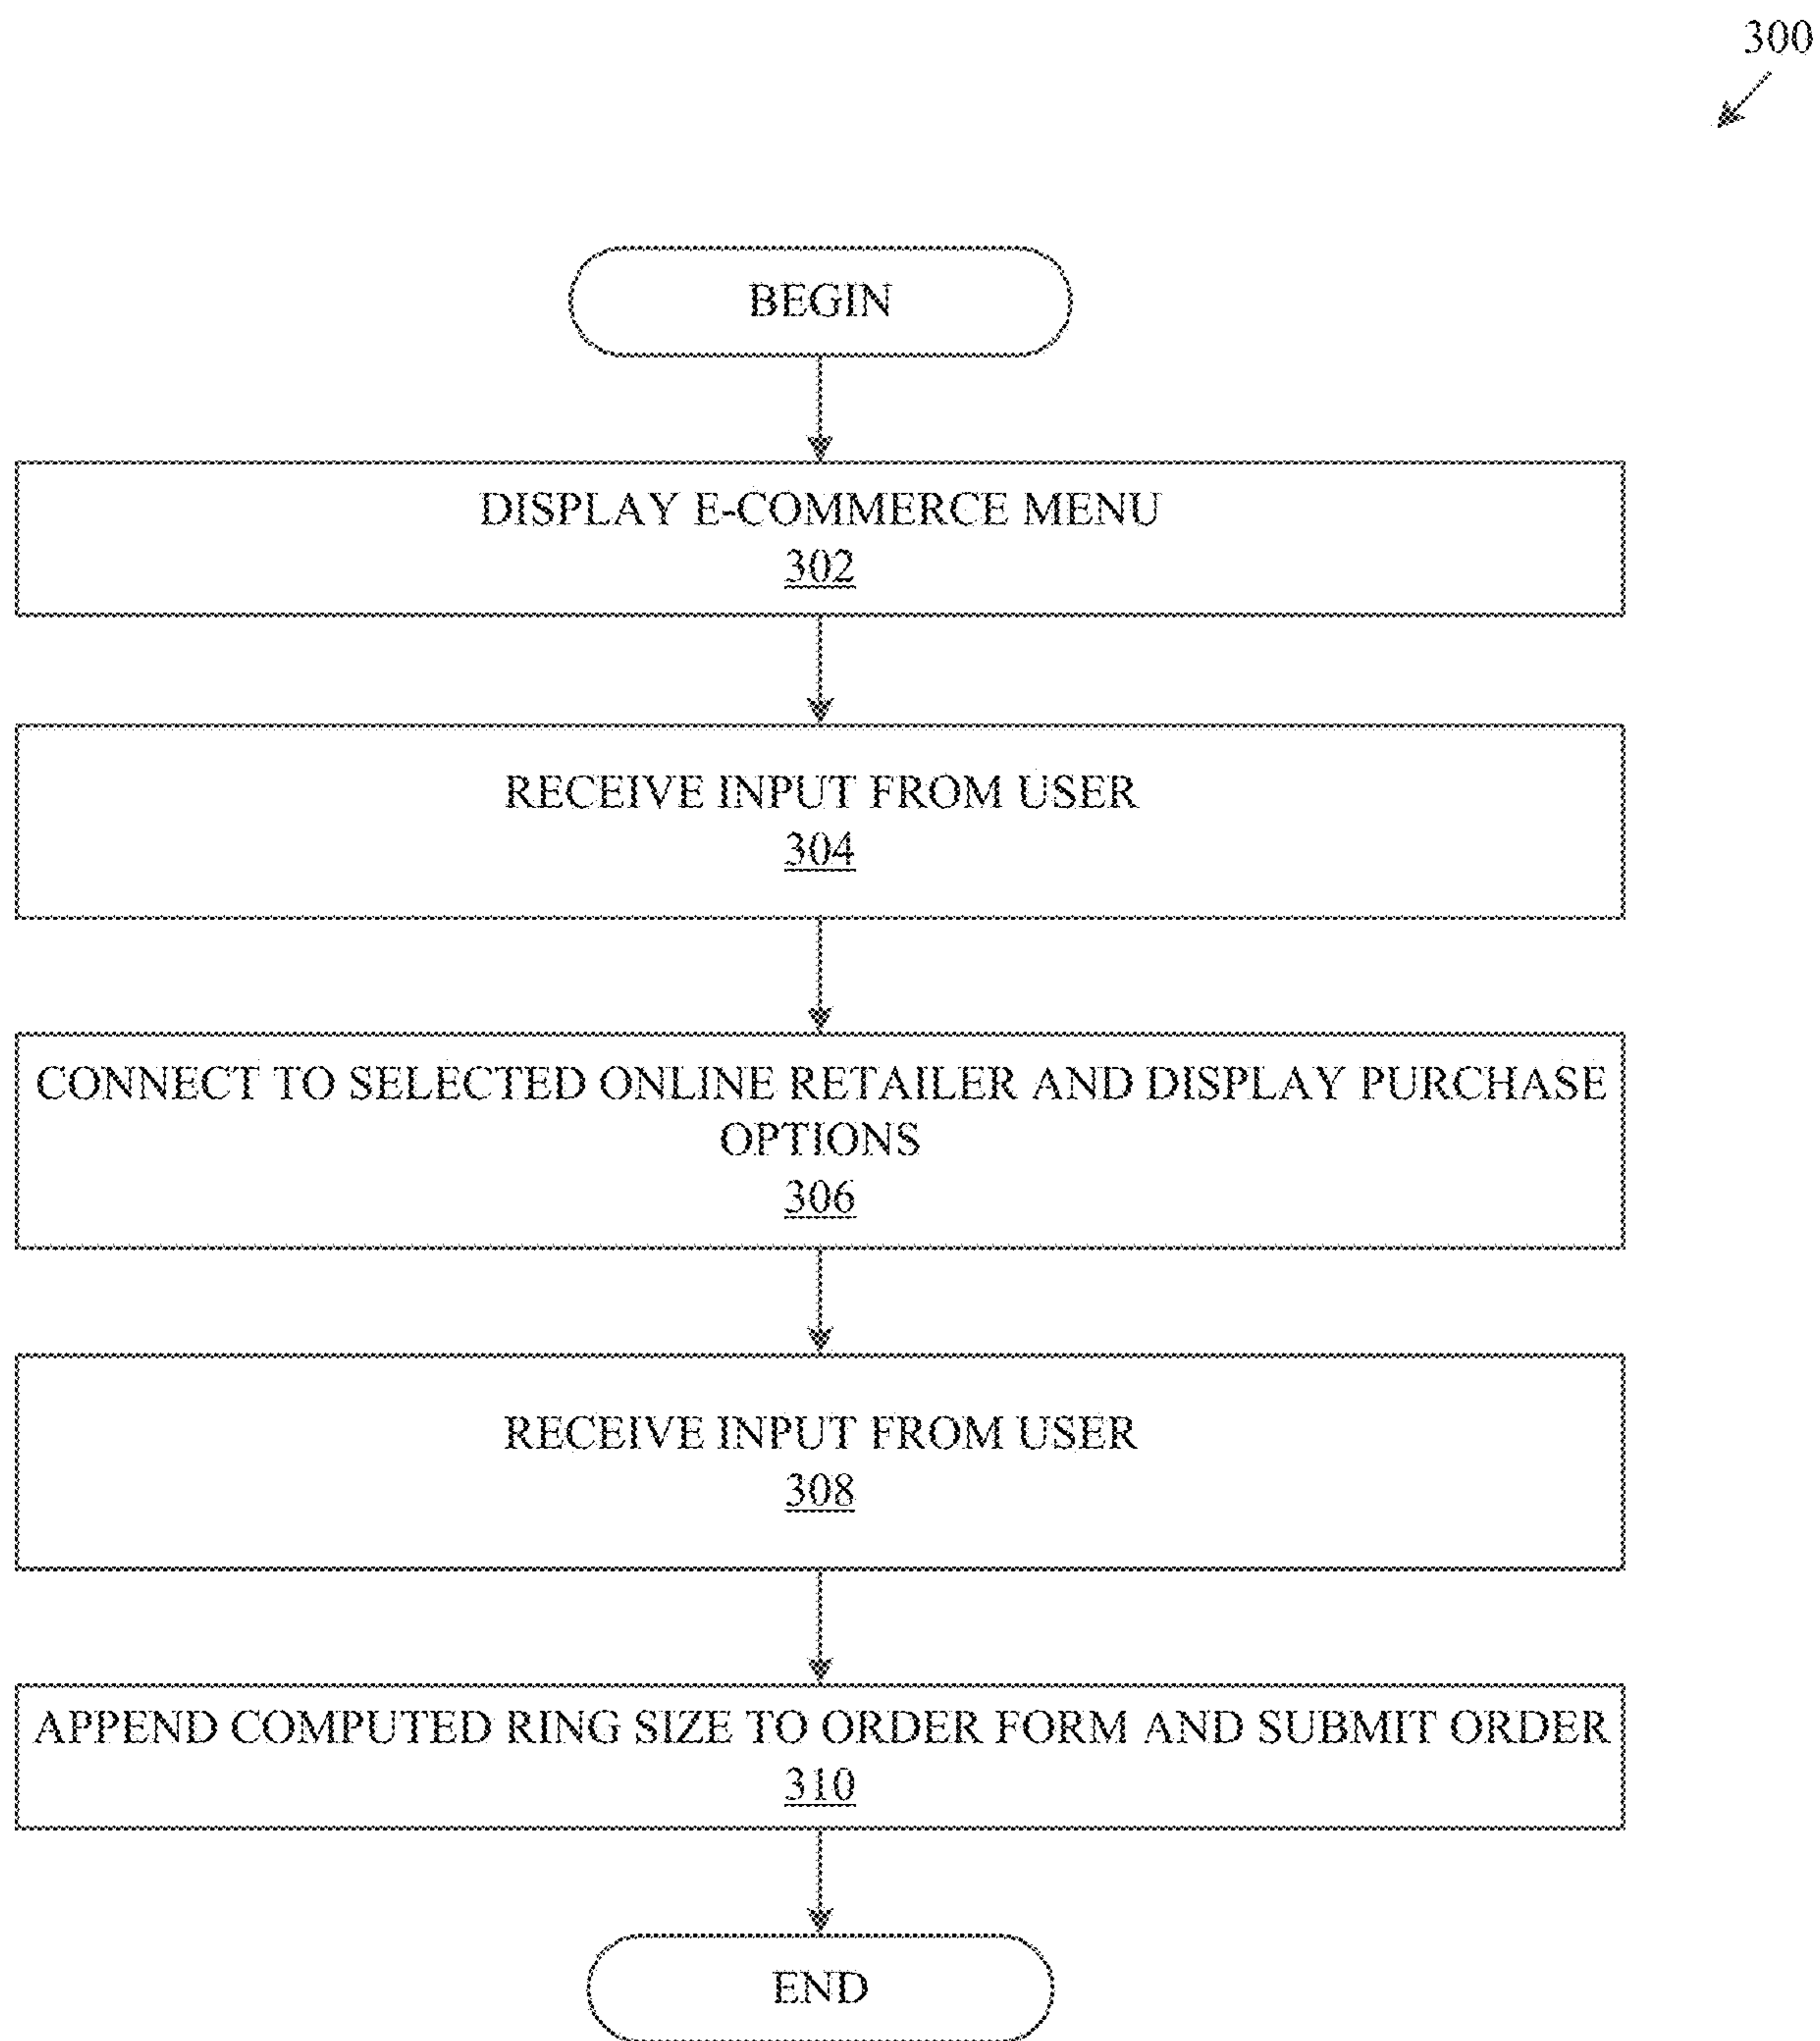 300
BEGIN
DISPLAY E-COMMERCE MENU
302
RECEIVE INPUT FROM USER
304
CONNECT TO SELECTED ONLINE RETAILER AND DISPLAY PURCHASE
OPTIONS
306
RECEIVE INPUT FROM USER
308
APPEND COMPUTED RING SIZE TO ORDER FORM AND SUBMIT ORDER
310
END